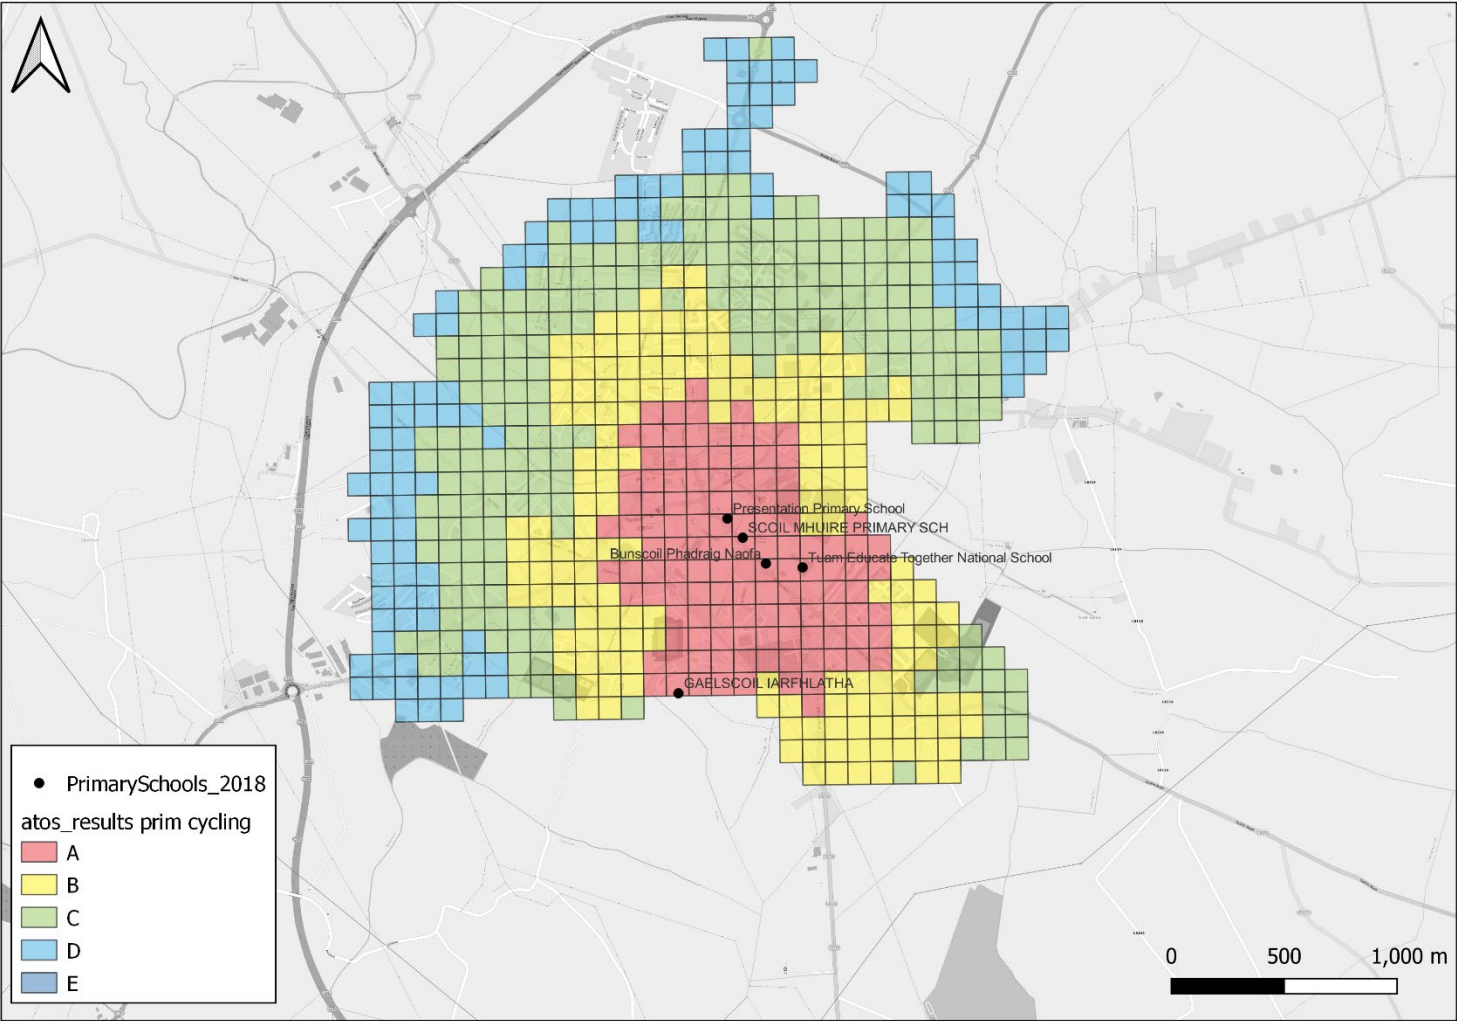 Presentation Primary School
SCOIL MHUIRE PRIMARY SCH
Bunscoil Phádraig Naofa
Tuam Educate Together National School
GAELSCOIL IARFHLATHA
PrimarySchools_2018
atos_results prim cycling
A
B
C
D
E
0 500 1,000 m